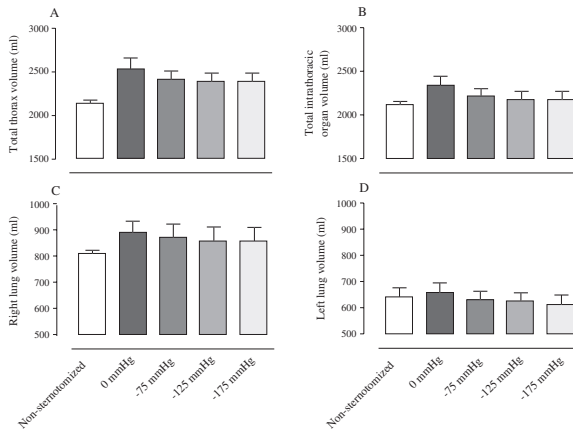 A
Total thorax volume (ml)
3000
2500
2000
1500
B
Total intrathoracic
organ volume (ml)
3000
2500
2000
1500
C
Right lung volume (ml)
1000
900
800
700
600
500
Non-sternotomized
0 mmHg
-75 mmHg
-125 mmHg
-175 mmHg
D
Left lung volume (ml)
1000
900
800
700
600
500
Non-sternotomized
0 mmHg
-75 mmHg
-125 mmHg
-175 mmHg